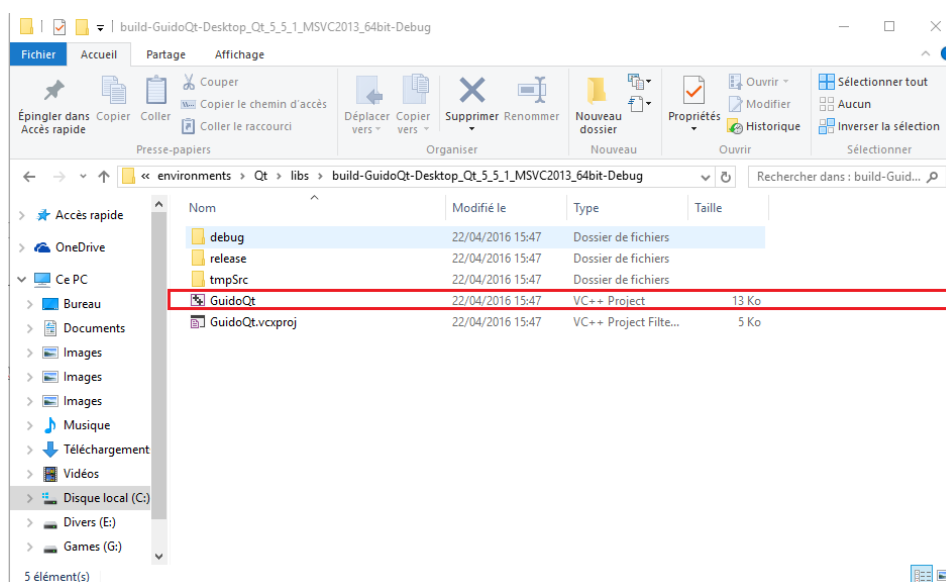 build-GuidoQt-Desktop_Qt_5_5_1_MSVC2013_64bit-Debug
Fichier Accueil Partage Affichage
Épingler dans Accès rapide
Copier
Coller
Couper
Copier le chemin d'accès
Coller le raccourci
Presse-papiers
Déplacer vers
Copier vers
Supprimer
Renommer
Organiser
Nouveau dossier
Nouveau
Propriétés
Ouvrir
Modifier
Historique
Ouvrir
Sélectionner tout
Aucun
Inverser la sélection
Sélectionner
« environments > Qt > libs > build-GuidoQt-Desktop_Qt_5_5_1_MSVC2013_64bit-Debug
Rechercher dans : build-Guid...
Accès rapide
OneDrive
Ce PC
Bureau
Documents
Images
Images
Images
Musique
Téléchargement
Vidéos
Disque local (C:)
Divers (E:)
Games (G:)
Nom Modifié le Type Taille
debug 22/04/2016 15:47 Dossier de fichiers
release 22/04/2016 15:47 Dossier de fichiers
tmpSrc 22/04/2016 15:47 Dossier de fichiers
GuidoQt 22/04/2016 15:47 VC++ Project 13 Ko
GuidoQt.vcxproj 22/04/2016 15:47 VC++ Project Filte... 5 Ko
5 élément(s)